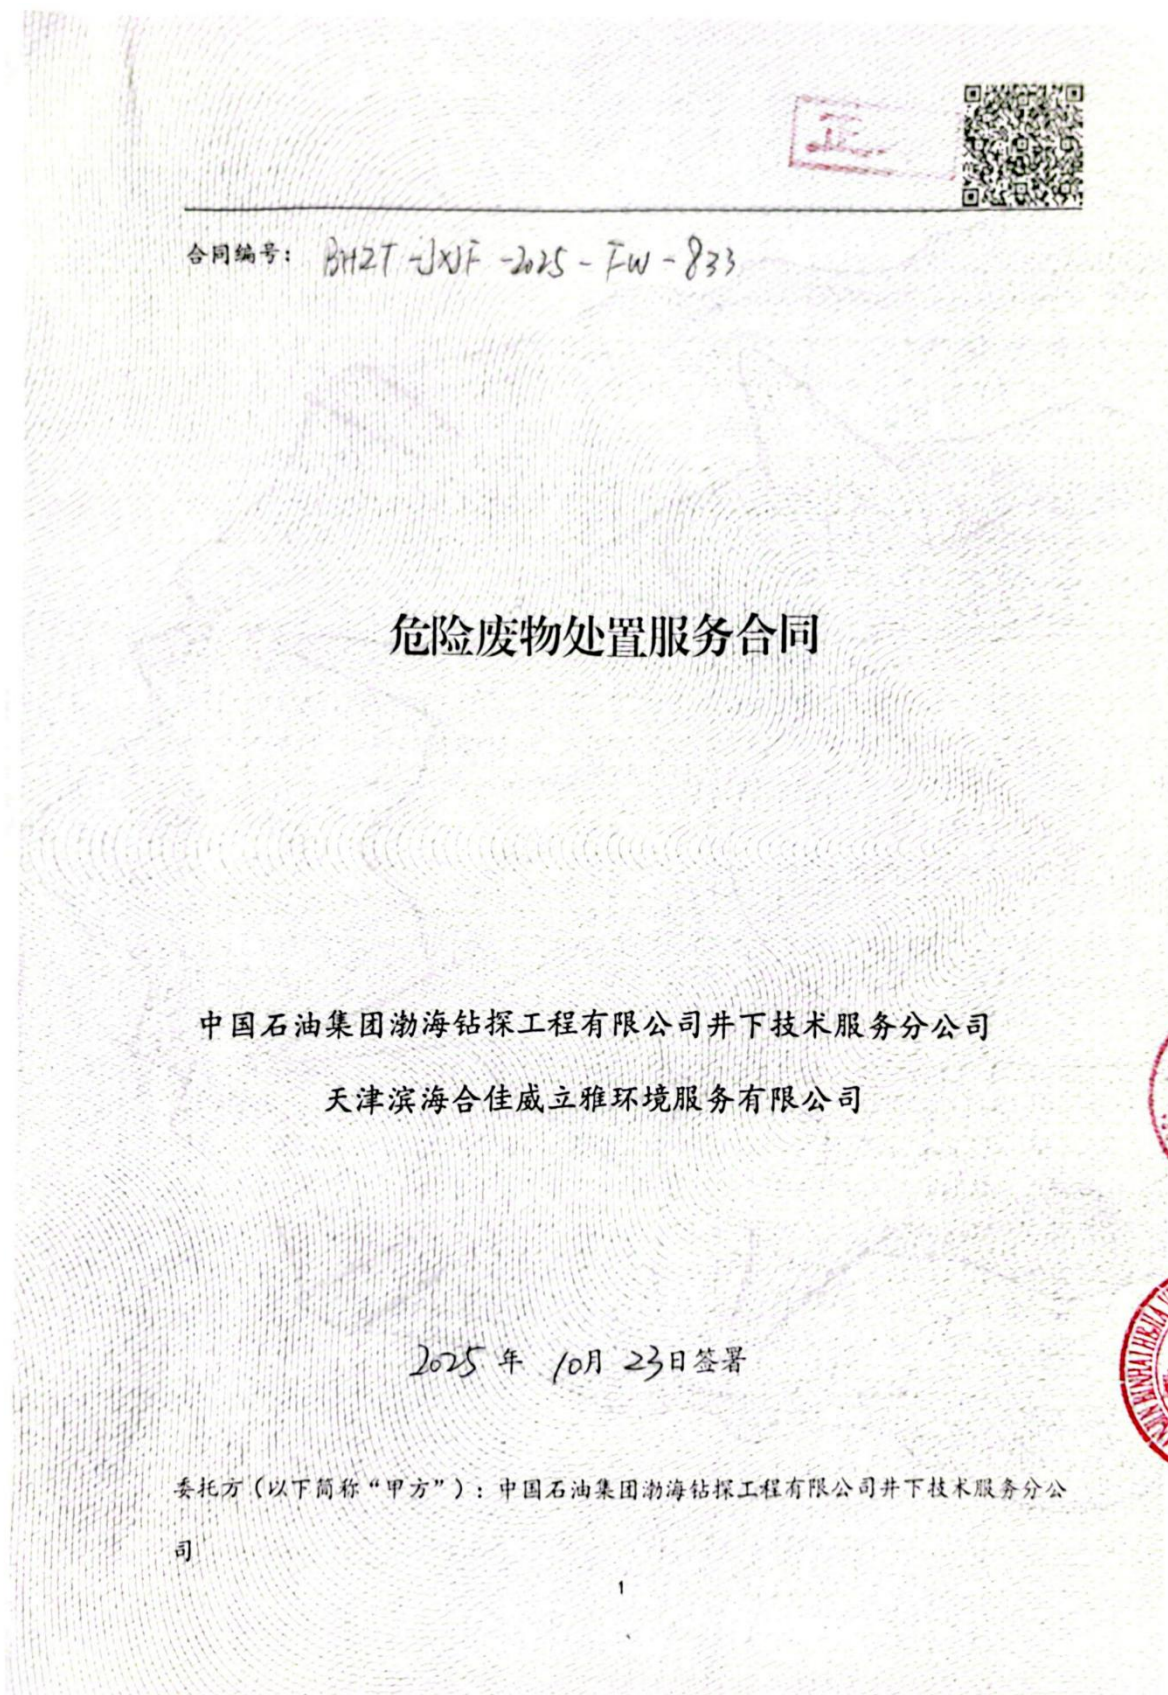 正
合同编号： BHZT-JXJF-2025-FW-833
危险废物处置服务合同
中国石油集团渤海钻探工程有限公司井下技术服务分公司
天津滨海合佳威立雅环境服务有限公司
2025 年 10月 23日签署
委托方（以下简称“甲方”）: 中国石油集团渤海钻探工程有限公司井下技术服务分公
司
1